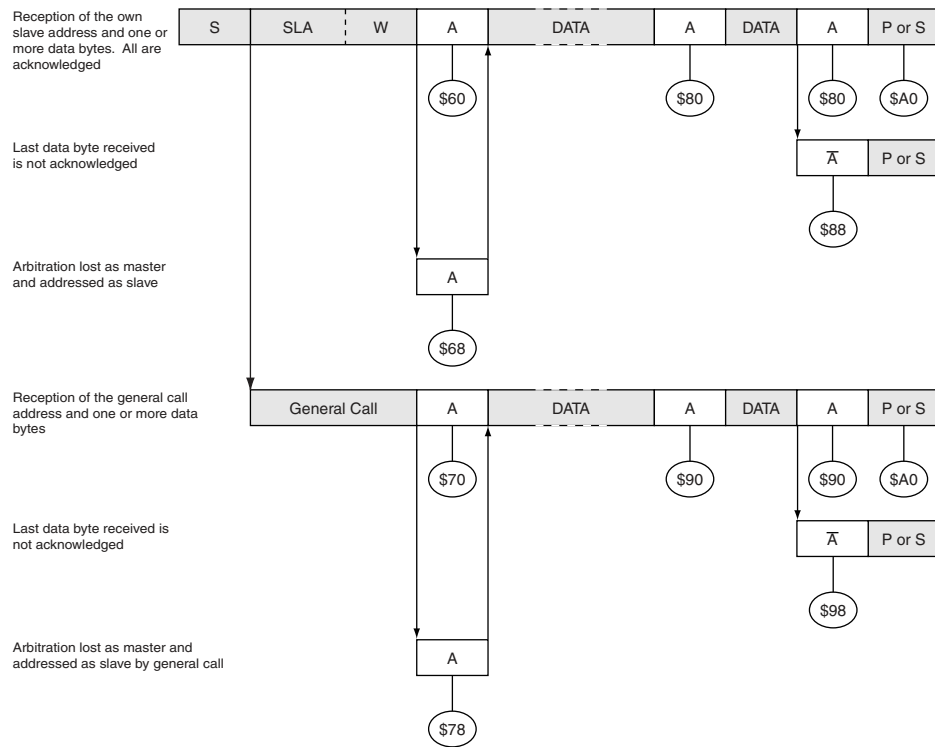 Reception of the own
slave address and one or
more data bytes. All are
acknowledged
S SLA W A DATA A DATA A P or S
$60 $80 $80 $A0
Last data byte received
is not acknowledged
A̅ P or S
$88
Arbitration lost as master
and addressed as slave
A
$68
Reception of the general call
address and one or more data
bytes
General Call A DATA A DATA A P or S
$70 $90 $90 $A0
Last data byte received is
not acknowledged
A̅ P or S
$98
Arbitration lost as master and
addressed as slave by general call
A
$78